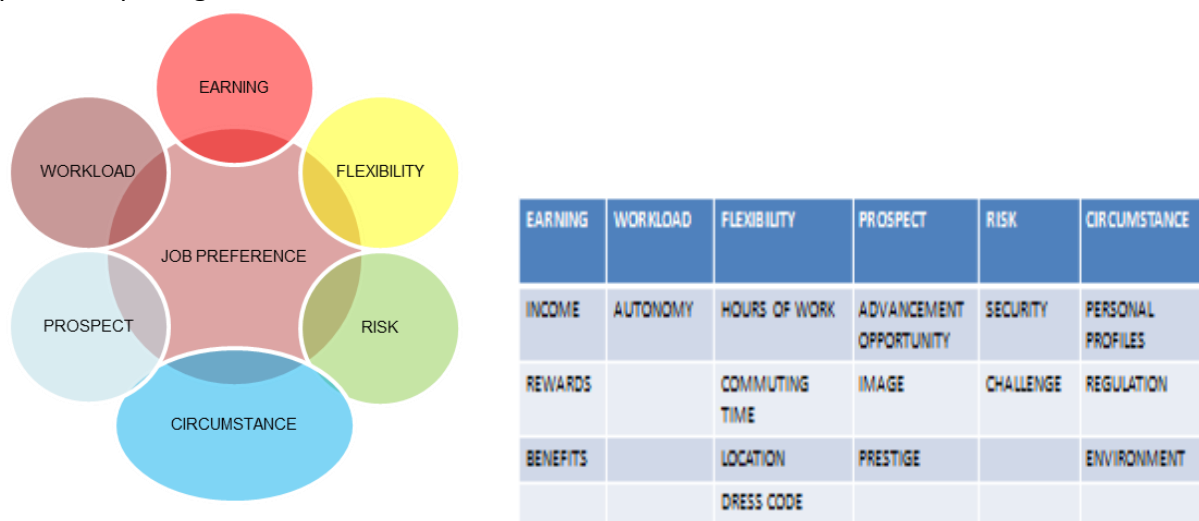 EARNING
WORKLOAD
FLEXIBILITY
JOB PREFERENCE
PROSPECT
RISK
CIRCUMSTANCE
EARNING WORKLOAD FLEXIBILITY PROSPECT RISK CIRCUMSTANCE
INCOME AUTONOMY HOURS OF WORK ADVANCEMENT SECURITY PERSONAL
OPPORTUNITY PROFILES
REWARDS COMMUTING IMAGE CHALLENGE REGULATION
TIME
BENEFITS LOCATION PRESTIGE ENVIRONMENT
DRESS CODE